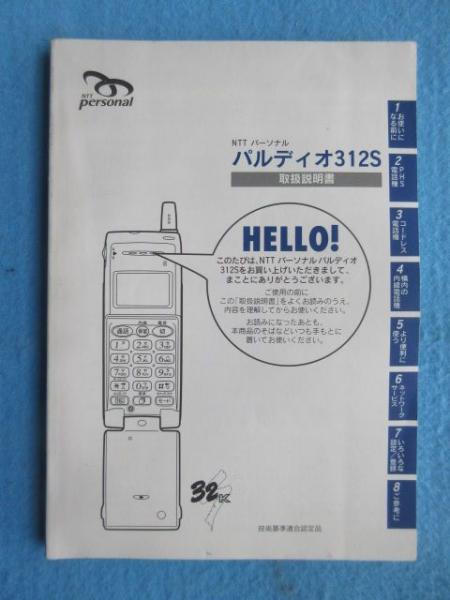 NTT
personal
NTT パーソナル
パルディオ312S
取扱説明書
HELLO!
このたびは、NTT パーソナル パルディオ
312Sをお買い上げいただきまして、
まことにありがとうございます。
ご使用の前に
この「取扱説明書」をよくお読みのうえ、
内容を理解してからお使いください。
お読みになったあとも、
本商品のそばなどいつも手もとに
置いてお使いください。
1
お使いに
なる前に
2
PHS
電話機
3
コードレス
電話機
4
構内の
内線電話機
5
より便利に
使う
6
ネットワーク
サービス
7
いろいろな
設定/登録
8
ご参考に
32K
技術基準適合認定品